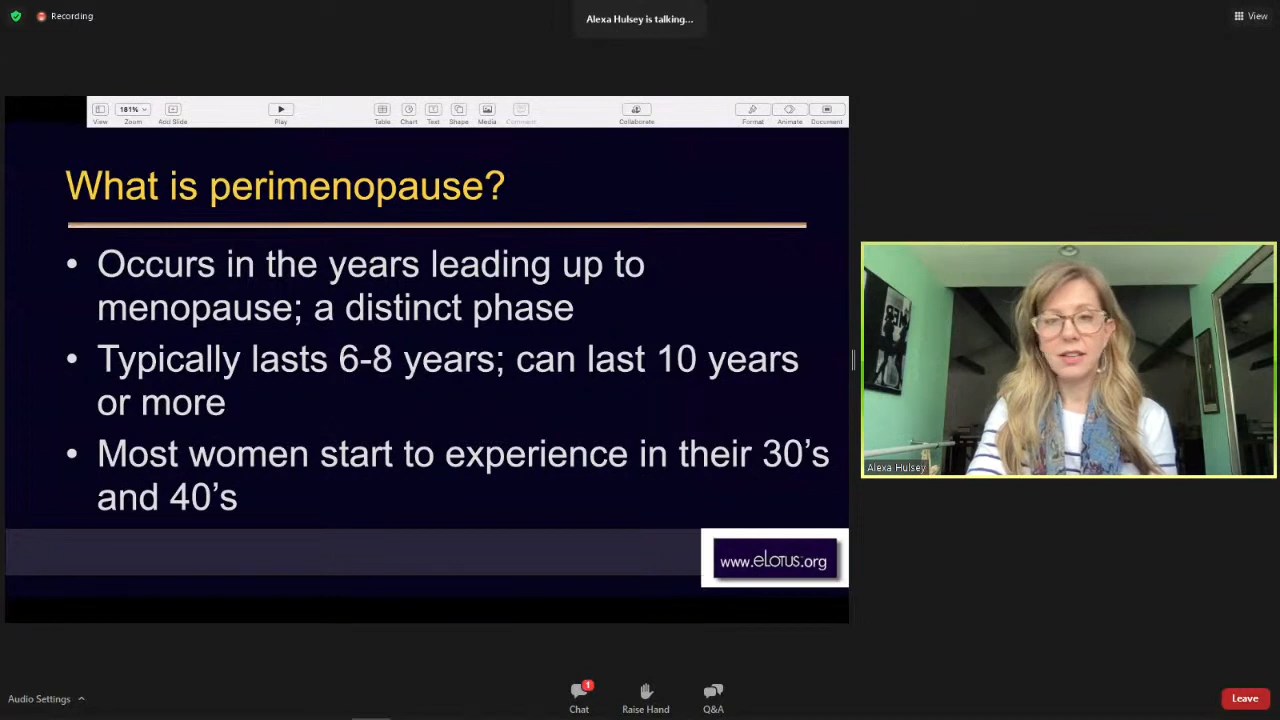 Recording
Alexa Hulsey is talking...
View
181%
View
Zoom
Add Slide
Play
Table
Chart
Text
Shape
Media
Comment
Collaborate
Format
Animate
Document
What is perimenopause?
• Occurs in the years leading up to
menopause; a distinct phase
• Typically lasts 6-8 years; can last 10 years
or more
• Most women start to experience in their 30's
and 40's
www.eLotus.org
Alexa Hulsey
Audio Settings
1
Chat
Raise Hand
Q&A
Leave